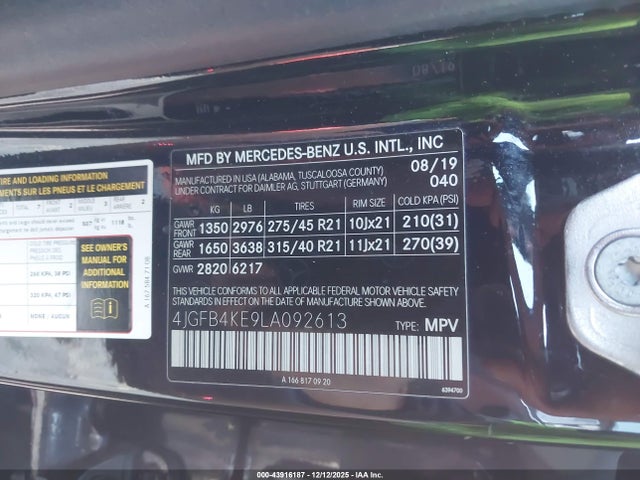 08/19
MFD BY MERCEDES-BENZ U.S. INTL., INC
MANUFACTURED IN USA (ALABAMA, TUSCALOOSA COUNTY) 08/19
UNDER CONTRACT FOR DAIMLER AG, STUTTGART (GERMANY) 040
KG LB TIRES RIM SIZE COLD KPA (PSI)
GAWR FRONT 1350 2976 275/45 R21 10Jx21 210(31)
GAWR REAR 1650 3638 315/40 R21 11Jx21 270(39)
GVWR 2820 6217
THIS VEHICLE CONFORMS TO ALL APPLICABLE FEDERAL MOTOR VEHICLE SAFETY
STANDARDS IN EFFECT ON THE DATE OF MANUFACTURE SHOWN ABOVE.
4JGFB4KE9LA092613 TYPE: MPV
A 166 817 09 20
6394700
TIRE AND LOADING INFORMATION
SUR LES PNEUS ET LE CHARGEMENT
SEE OWNER'S
MANUAL FOR
ADDITIONAL
INFORMATION
000-43916187 - 12/12/2025 -